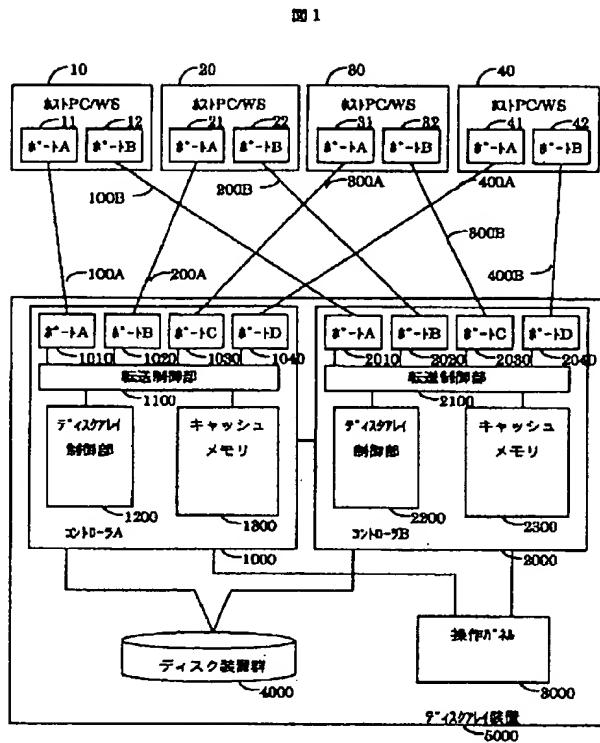 図1
10
20
30
40
ホストPC/WS
ホストPC/WS
ホストPC/WS
ホストPC/WS
11
12
21
22
31
32
41
42
ポートA
ポートB
ポートA
ポートB
ポートA
ポートB
ポートA
ポートB
100B
200B
300A
400A
300B
100A
200A
400B
ポートA
ポートB
ポートC
ポートD
ポートA
ポートB
ポートC
ポートD
1010
1020
1030
1040
2010
2020
2030
2040
転送制御部
転送制御部
1100
2100
ディスクアレイ
制御部
キャッシュ
メモリ
ディスクアレイ
制御部
キャッシュ
メモリ
1200
1300
2200
2300
コントローラA
コントローラB
1000
2000
操作パネル
ディスク装置群
4000
3000
ディスクアレイ装置
5000